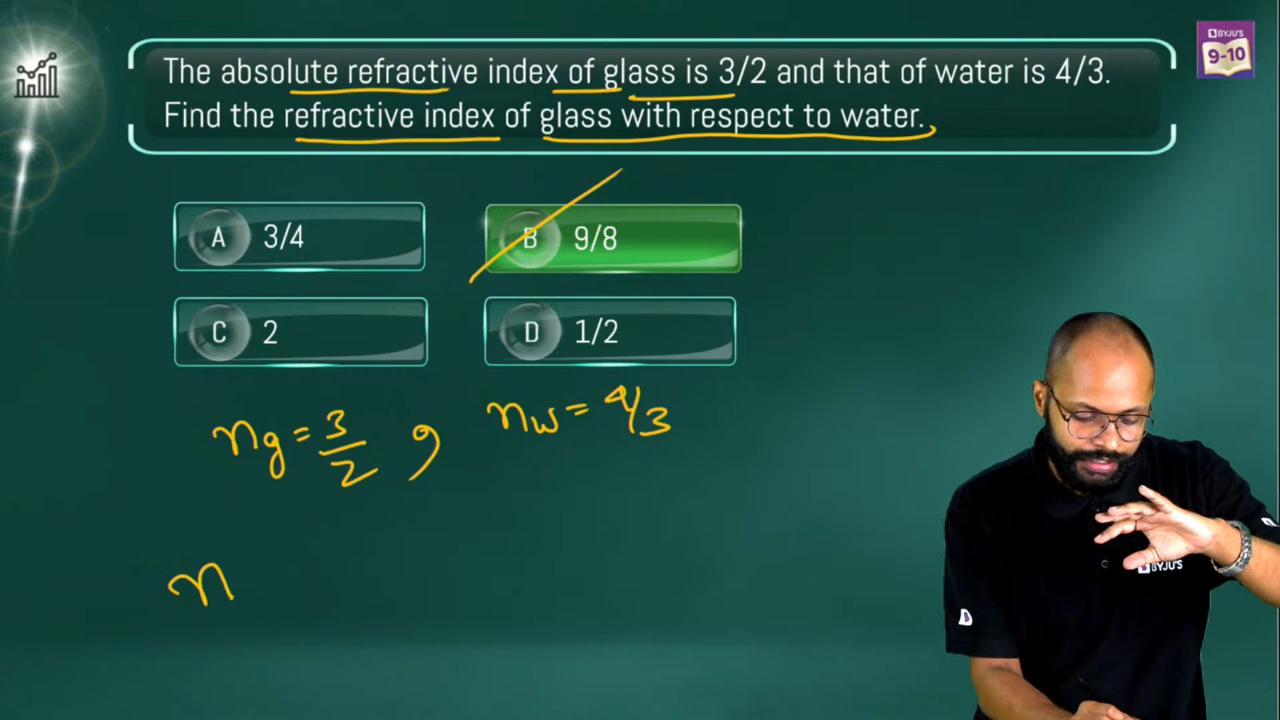 BYJU'S
9-10
The absolute refractive index of glass is 3/2 and that of water is 4/3.
Find the refractive index of glass with respect to water.
A 3/4
B 9/8
C 2
D 1/2
n_g = 3/2 , n_w = 4/3
n
BYJU'S